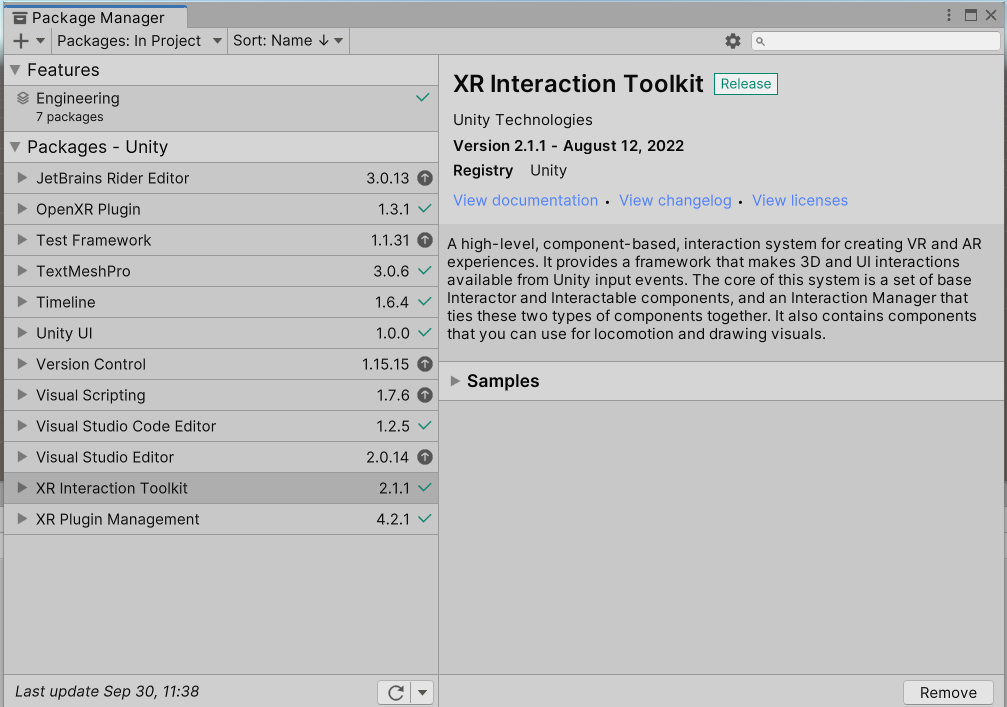 Package Manager
Packages: In Project
Sort: Name ↓
Features
Engineering
7 packages
Packages - Unity
JetBrains Rider Editor 3.0.13
OpenXR Plugin 1.3.1
Test Framework 1.1.31
TextMeshPro 3.0.6
Timeline 1.6.4
Unity UI 1.0.0
Version Control 1.15.15
Visual Scripting 1.7.6
Visual Studio Code Editor 1.2.5
Visual Studio Editor 2.0.14
XR Interaction Toolkit 2.1.1
XR Plugin Management 4.2.1
Last update Sep 30, 11:38
XR Interaction Toolkit Release
Unity Technologies
Version 2.1.1 - August 12, 2022
Registry Unity
View documentation • View changelog • View licenses
A high-level, component-based, interaction system for creating VR and AR
experiences. It provides a framework that makes 3D and UI interactions
available from Unity input events. The core of this system is a set of base
Interactor and Interactable components, and an Interaction Manager that
ties these two types of components together. It also contains components
that you can use for locomotion and drawing visuals.
Samples
Remove